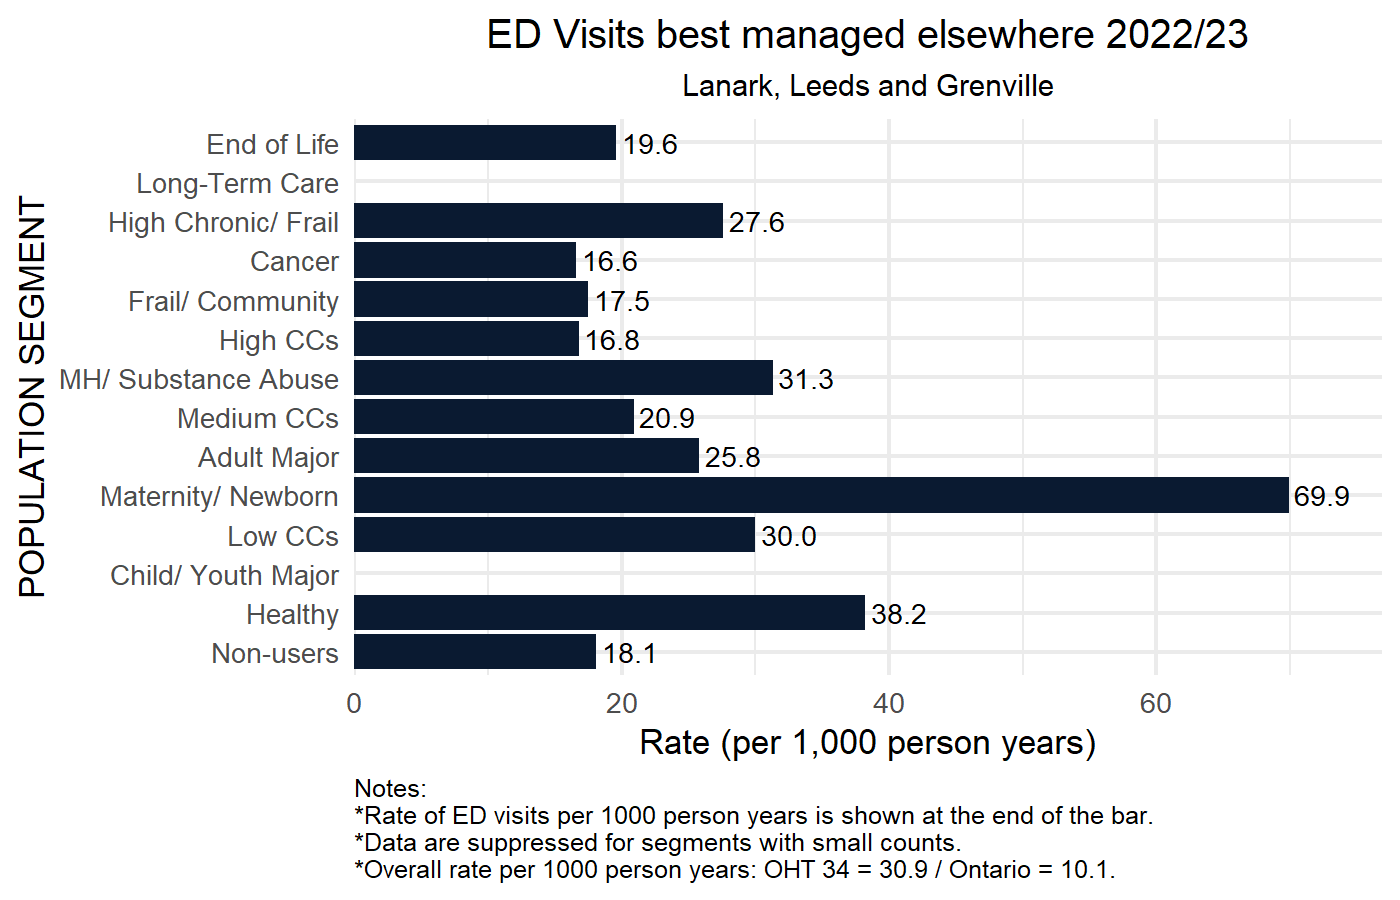 ED Visits best managed elsewhere 2022/23
Lanark, Leeds and Grenville
POPULATION SEGMENT
End of Life 19.6
Long-Term Care
High Chronic/ Frail 27.6
Cancer 16.6
Frail/ Community 17.5
High CCs 16.8
MH/ Substance Abuse 31.3
Medium CCs 20.9
Adult Major 25.8
Maternity/ Newborn 69.9
Low CCs 30.0
Child/ Youth Major
Healthy 38.2
Non-users 18.1
0 20 40 60
Rate (per 1,000 person years)
Notes:
*Rate of ED visits per 1000 person years is shown at the end of the bar.
*Data are suppressed for segments with small counts.
*Overall rate per 1000 person years: OHT 34 = 30.9 / Ontario = 10.1.